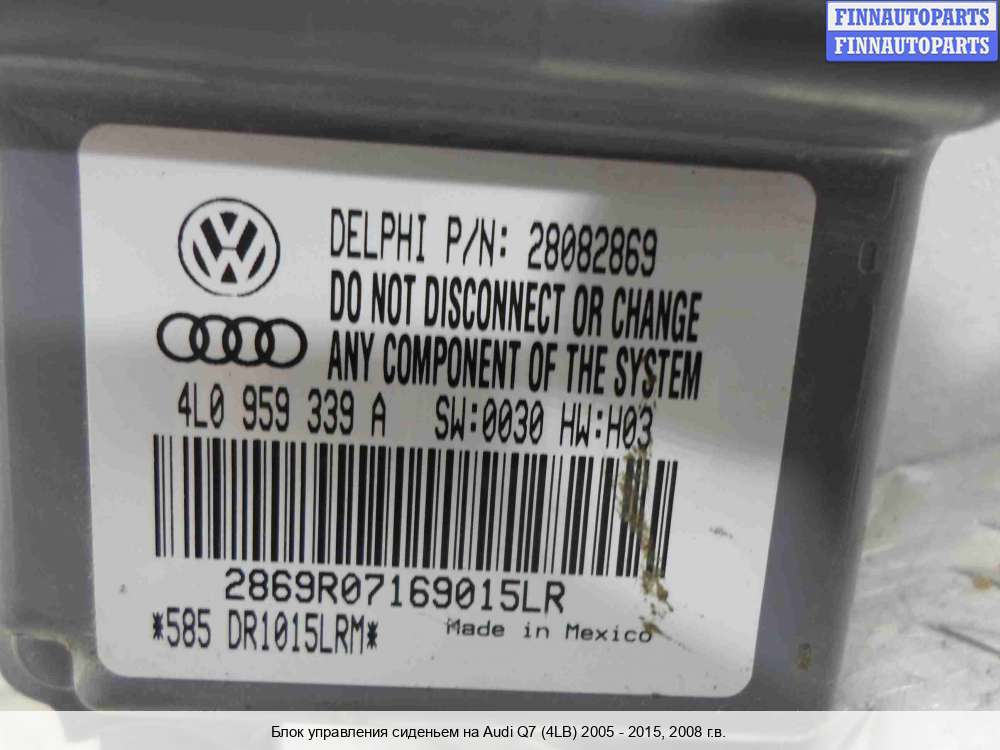 FINNAUTOPARTS
FINNAUTOPARTS
DELPHI P/N: 28082869
DO NOT DISCONNECT OR CHANGE
ANY COMPONENT OF THE SYSTEM
4L0 959 339 A SW:0030 HW:H03
2869R07169015LR
*585 DR1015LRM* Made in Mexico
Блок управления сиденьем на Audi Q7 (4LB) 2005 - 2015, 2008 г.в.